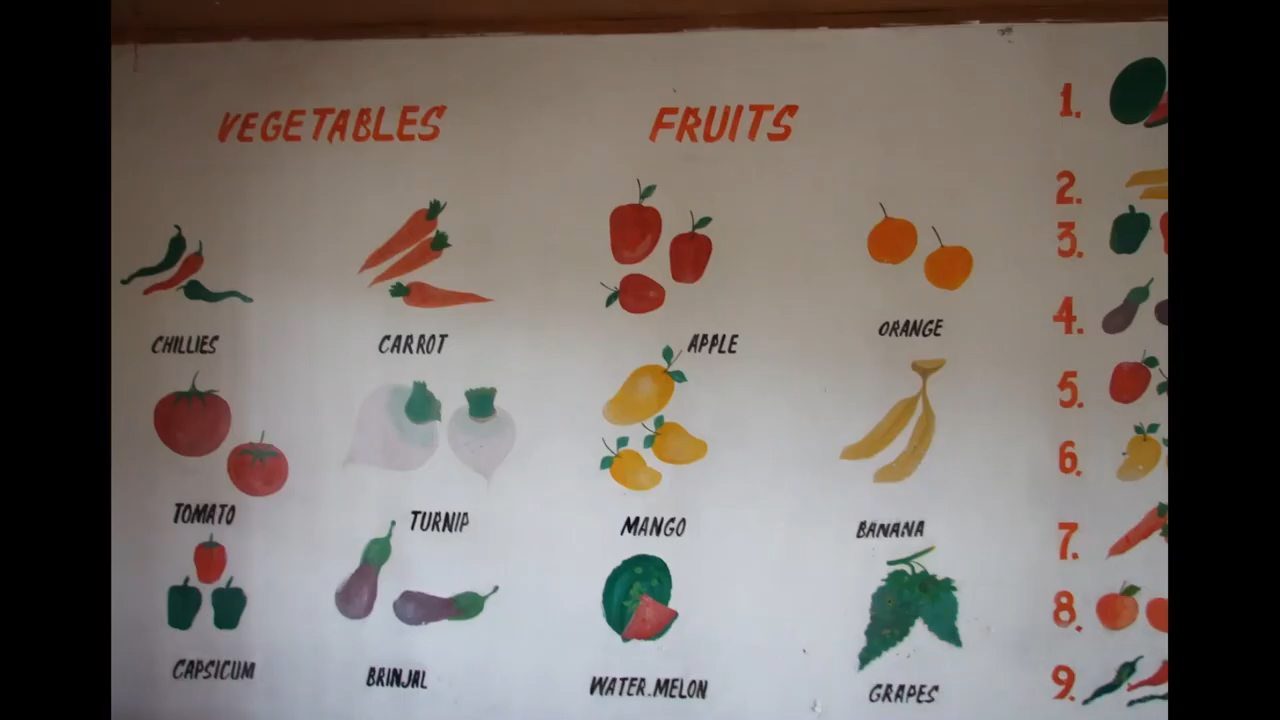 VEGETABLES
FRUITS
CHILLIES
CARROT
APPLE
ORANGE
TOMATO
TURNIP
MANGO
BANANA
CAPSICUM
BRINJAL
WATER.MELON
GRAPES
1.
2.
3.
4.
5.
6.
7.
8.
9.